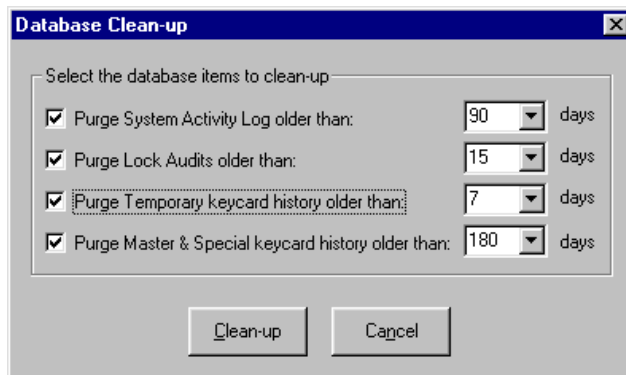 Database Clean-up
Select the database items to clean-up
Purge System Activity Log older than: 90 days
Purge Lock Audits older than: 15 days
Purge Temporary keycard history older than: 7 days
Purge Master & Special keycard history older than: 180 days
Clean-up Cancel